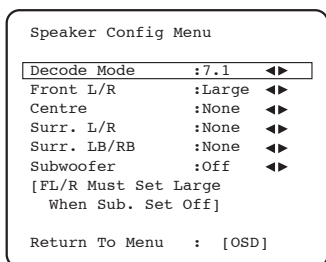 Speaker Config Menu
Decode Mode :7.1 ◄►
Front L/R :Large ◄►
Centre :None ◄►
Surr. L/R :None ◄►
Surr. LB/RB :None ◄►
Subwoofer :Off ◄►
[FL/R Must Set Large
When Sub. Set Off]
Return To Menu : [OSD]